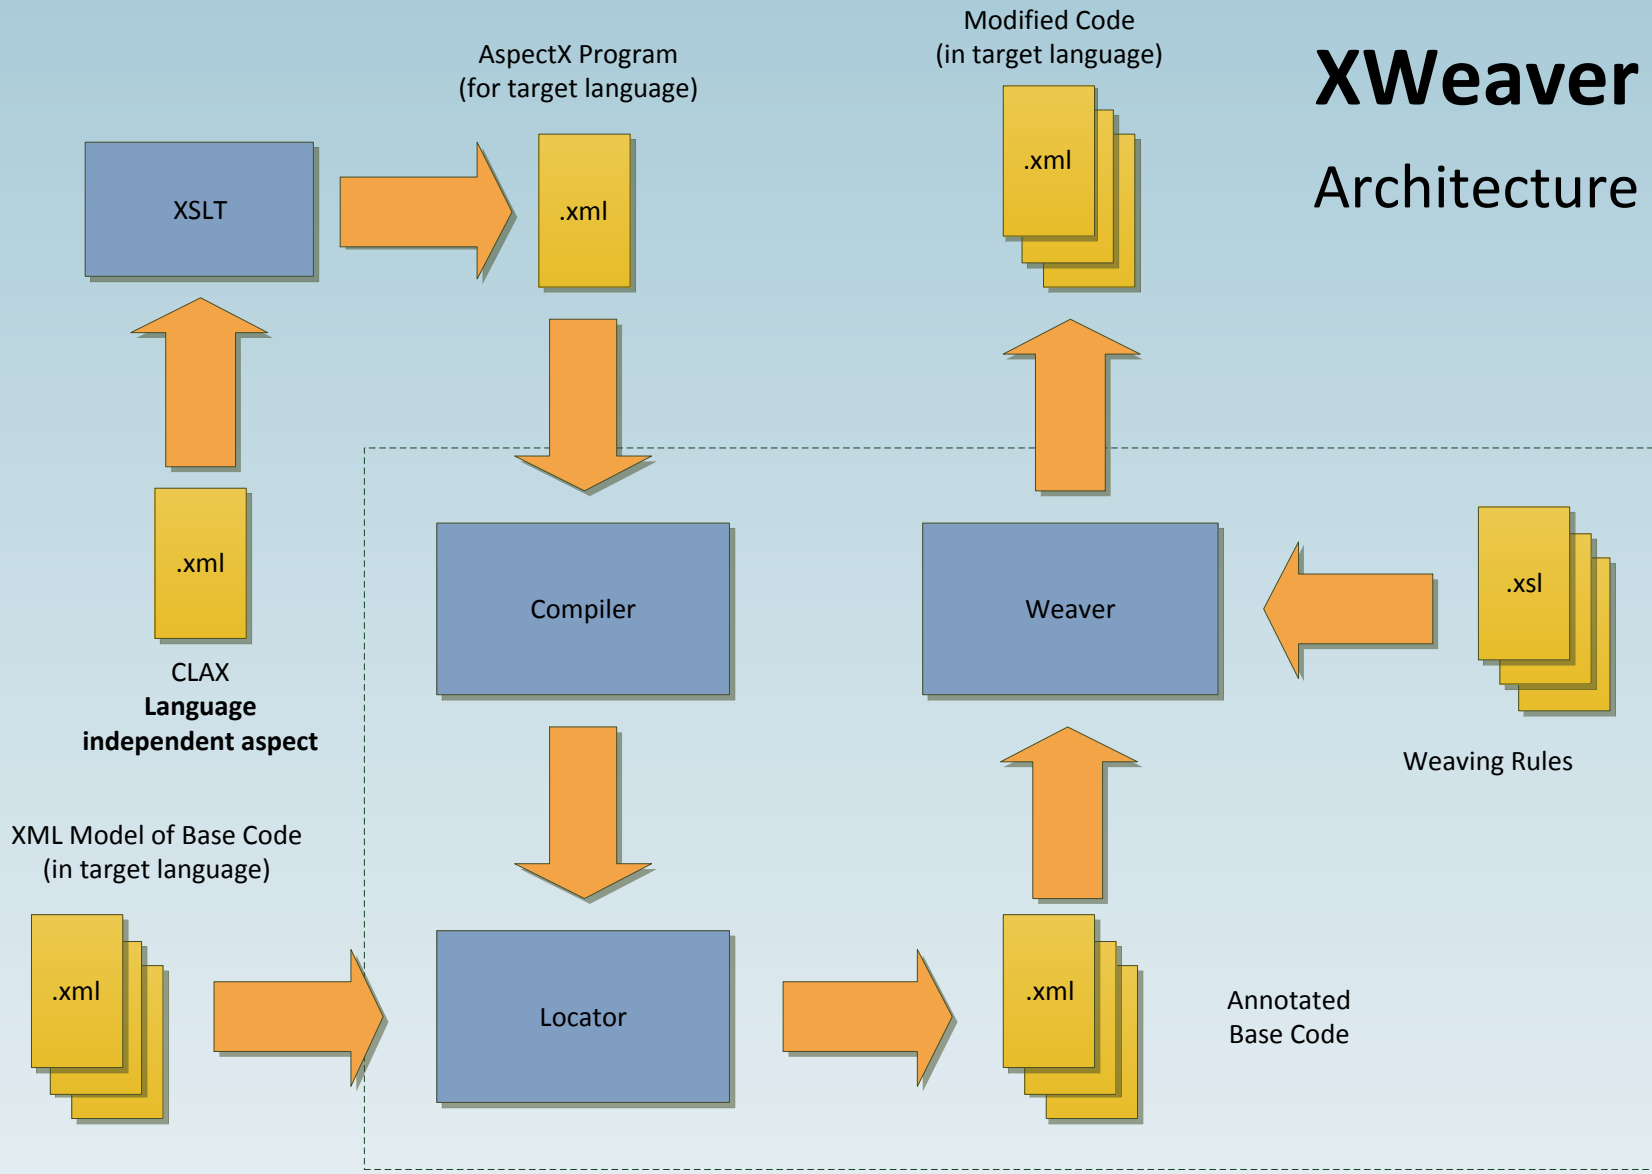 XWeaver
Architecture
AspectX Program
(for target language)
Modified Code
(in target language)
XSLT
.xml
.xml
.xml
CLAX
Language
independent aspect
Compiler
Weaver
.xsl
Weaving Rules
XML Model of Base Code
(in target language)
.xml
Locator
.xml
Annotated
Base Code